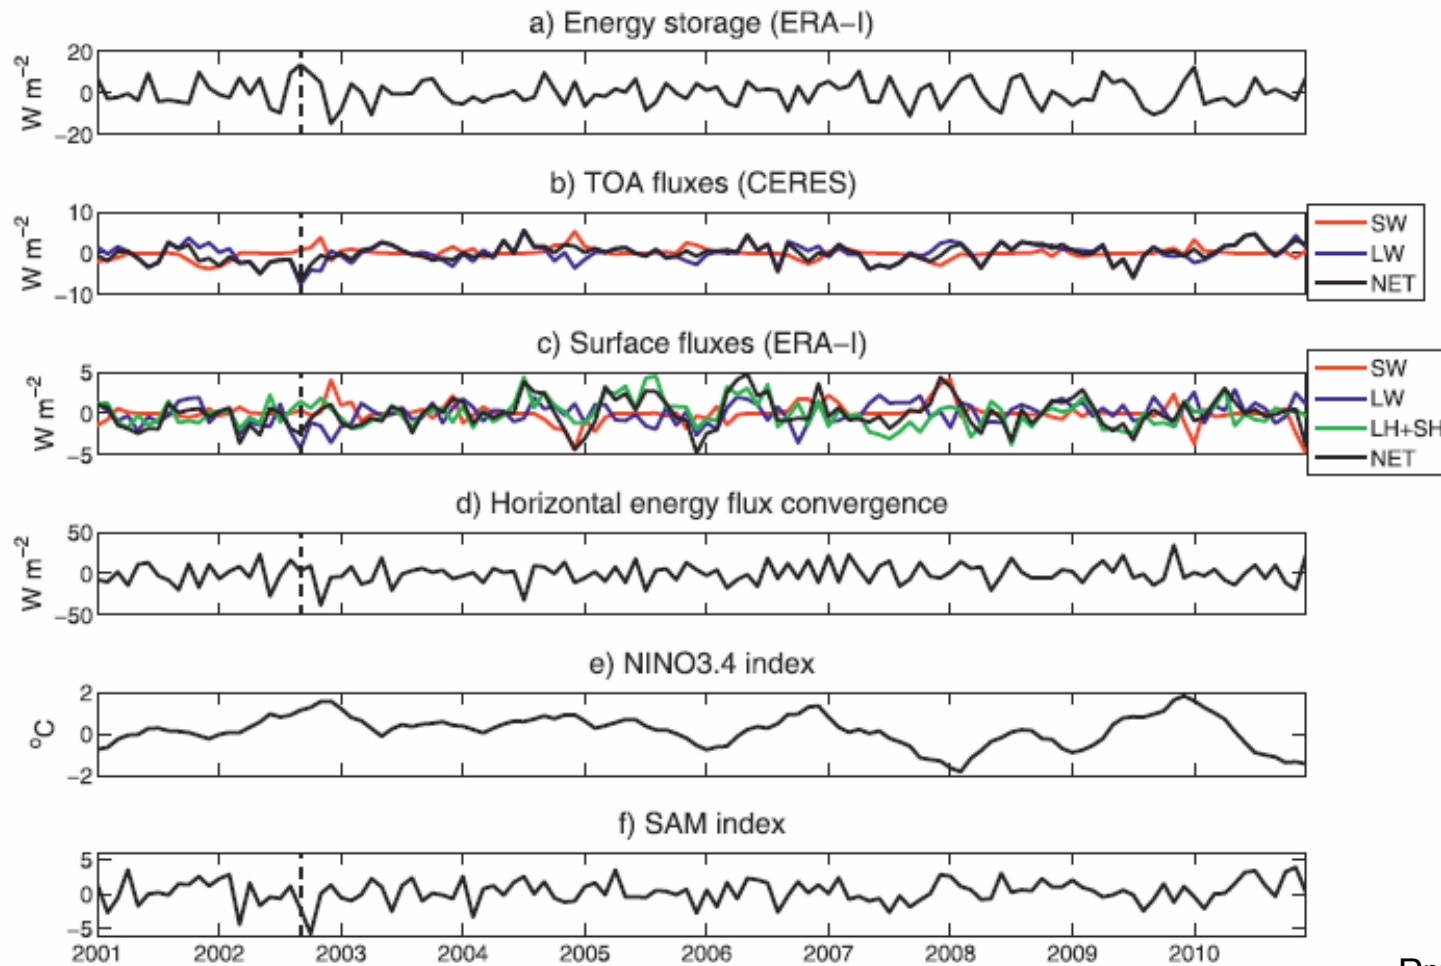 a) Energy storage (ERA−I)
20
0
−20
W m−2
b) TOA fluxes (CERES)
10
0
−10
W m−2
SW
LW
NET
c) Surface fluxes (ERA−I)
5
0
−5
W m−2
SW
LW
LH+SH
NET
d) Horizontal energy flux convergence
50
0
−50
W m−2
e) NINO3.4 index
2
0
−2
°C
f) SAM index
5
0
−5
2001 2002 2003 2004 2005 2006 2007 2008 2009 2010